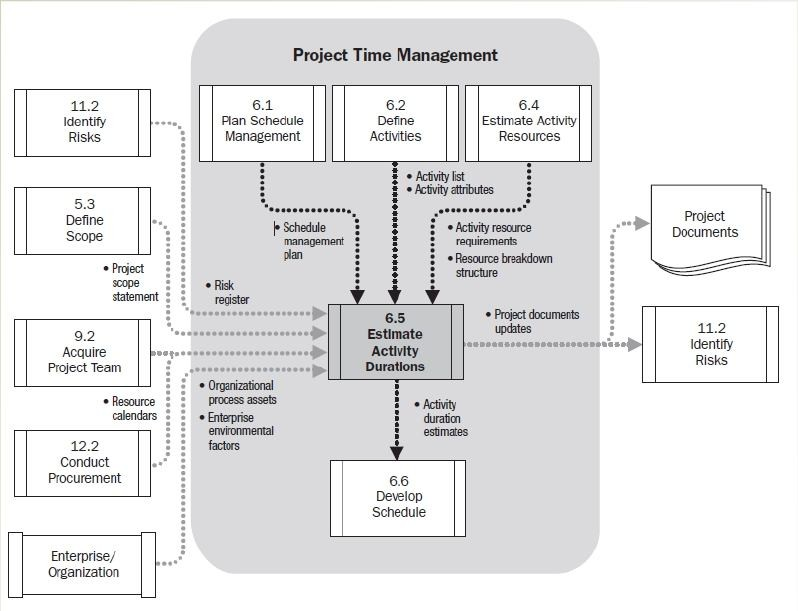 Project Time Management
11.2
Identify
Risks
6.1
Plan Schedule
Management
6.2
Define
Activities
6.4
Estimate Activity
Resources
5.3
Define
Scope
• Activity list
• Activity attributes
Project
Documents
• Schedule
management
plan
• Activity resource
requirements
• Resource breakdown
structure
• Project
scope
statement
• Risk
register
9.2
Acquire
Project Team
6.5
Estimate
Activity
Durations
• Project documents
updates
11.2
Identify
Risks
• Resource
calendars
• Organizational
process assets
• Enterprise
environmental
factors
• Activity
duration
estimates
12.2
Conduct
Procurement
6.6
Develop
Schedule
Enterprise/
Organization